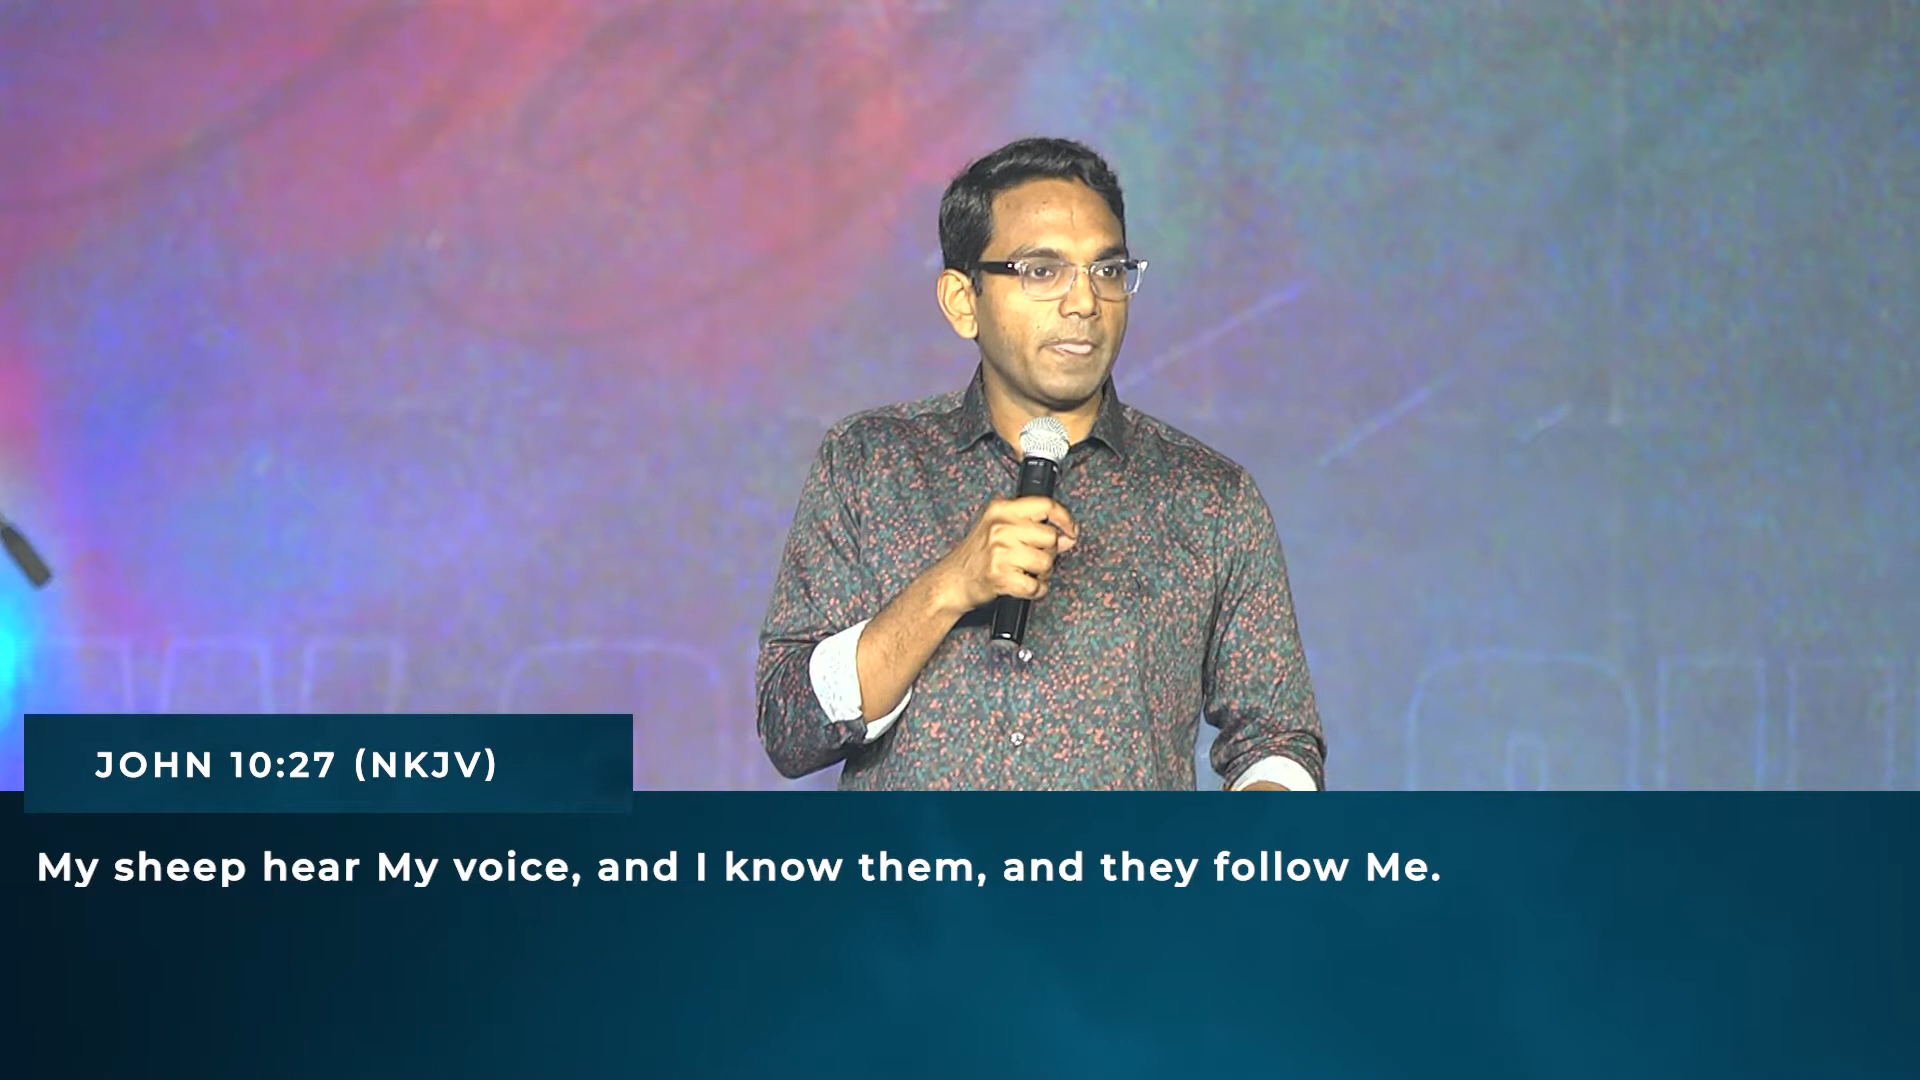 JOHN 10:27 (NKJV)
My sheep hear My voice, and I know them, and they follow Me.